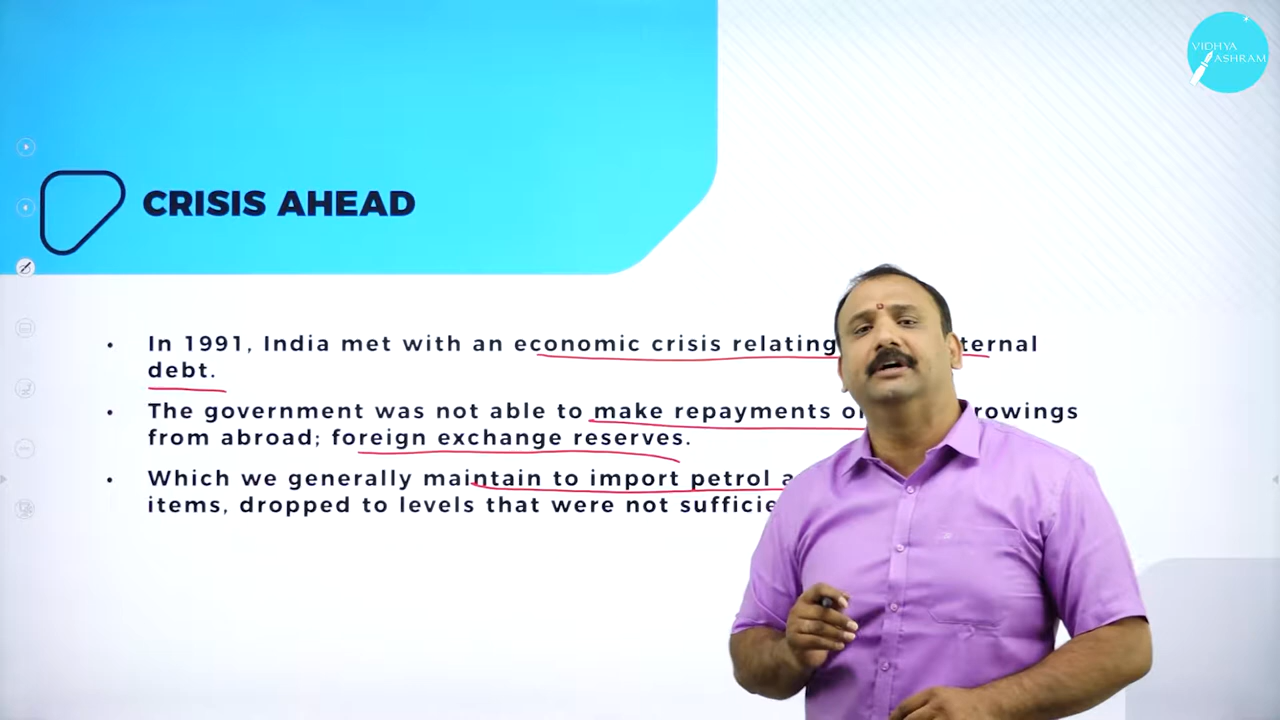 VIDHYA
ASHRAM
CRISIS AHEAD
• In 1991, India met with an economic crisis relating ternal
debt.
• The government was not able to make repayments o rowings
from abroad; foreign exchange reserves.
• Which we generally maintain to import petrol
items, dropped to levels that were not